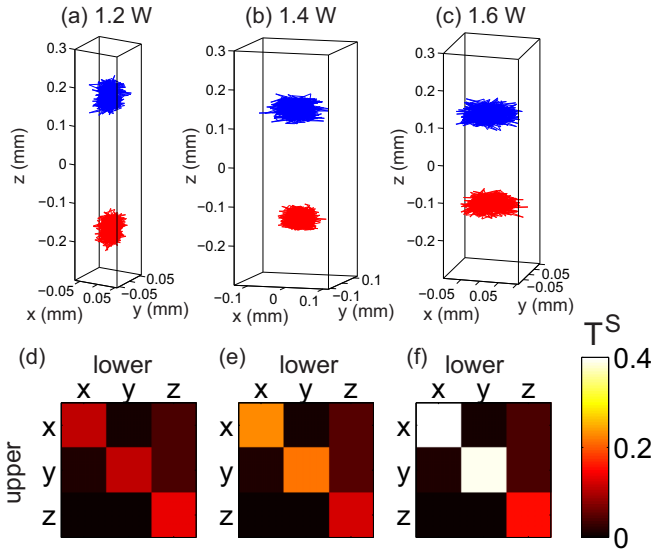 (a) 1.2 W
(b) 1.4 W
(c) 1.6 W
0.3
0.2
0.1
0
−0.1
−0.2
z (mm)
−0.05
0.05
x (mm)
−0.05
0.05
y (mm)
0.3
0.2
0.1
0
−0.1
−0.2
z (mm)
−0.1
0
0.1
x (mm)
−0.1
0.1
y (mm)
0.3
0.2
0.1
0
−0.1
−0.2
z (mm)
−0.05
0.05
x (mm)
−0.05
0.05
y (mm)
(d)
lower
x y z
upper
x
y
z
(e)
lower
x y z
x
y
z
(f)
lower
x y z
x
y
z
T^S
0.4
0.2
0